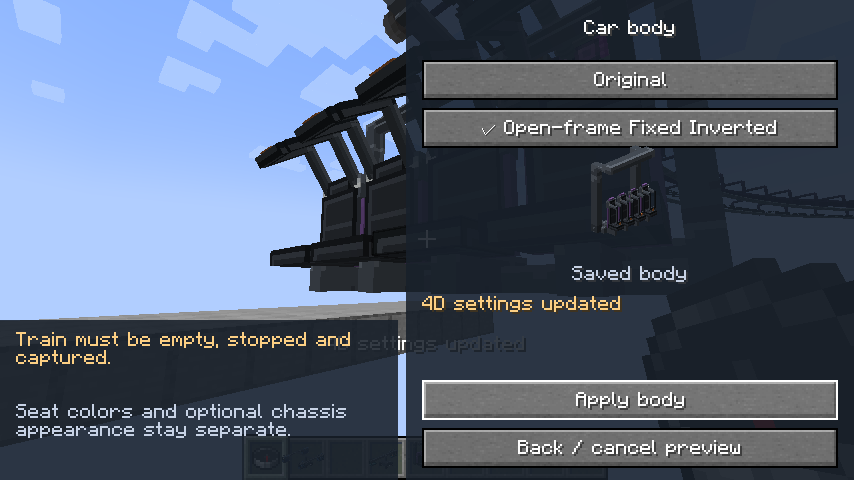 Car body
Original
✓ Open-frame Fixed Inverted
Saved body
4D settings updated
Train must be empty, stopped and
captured.
settings updated
Seat colors and optional chassis
appearance stay separate.
Apply body
Back / cancel preview